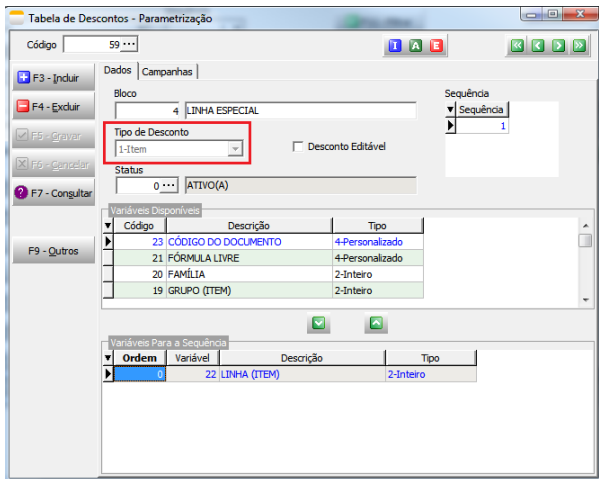 Tabela de Descontos - Parametrização
Código 59 ...
I A E
F3 - Incluir
F4 - Excluir
F5 - Gravar
F6 - Cancelar
F7 - Consultar
F9 - Outros
Dados Campanhas
Bloco
4 LINHA ESPECIAL
Tipo de Desconto
1-Item
Desconto Editável
Status
0 ... ATIVO(A)
Sequência
Sequência
1
Variáveis Disponíveis
Código Descrição Tipo
23 CÓDIGO DO DOCUMENTO 4-Personalizado
21 FÓRMULA LIVRE 4-Personalizado
20 FAMÍLIA 2-Inteiro
19 GRUPO (ITEM) 2-Inteiro
Variáveis Para a Sequência
Ordem Variável Descrição Tipo
0 22 LINHA (ITEM) 2-Inteiro